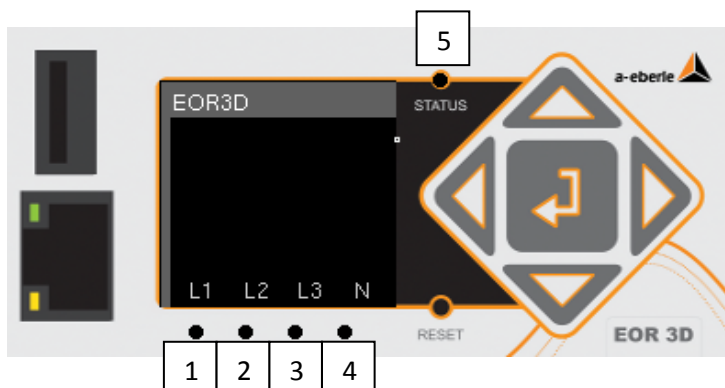 5
a-eberle
EOR3D
STATUS
L1 L2 L3 N
RESET
EOR 3D
1 2 3 4